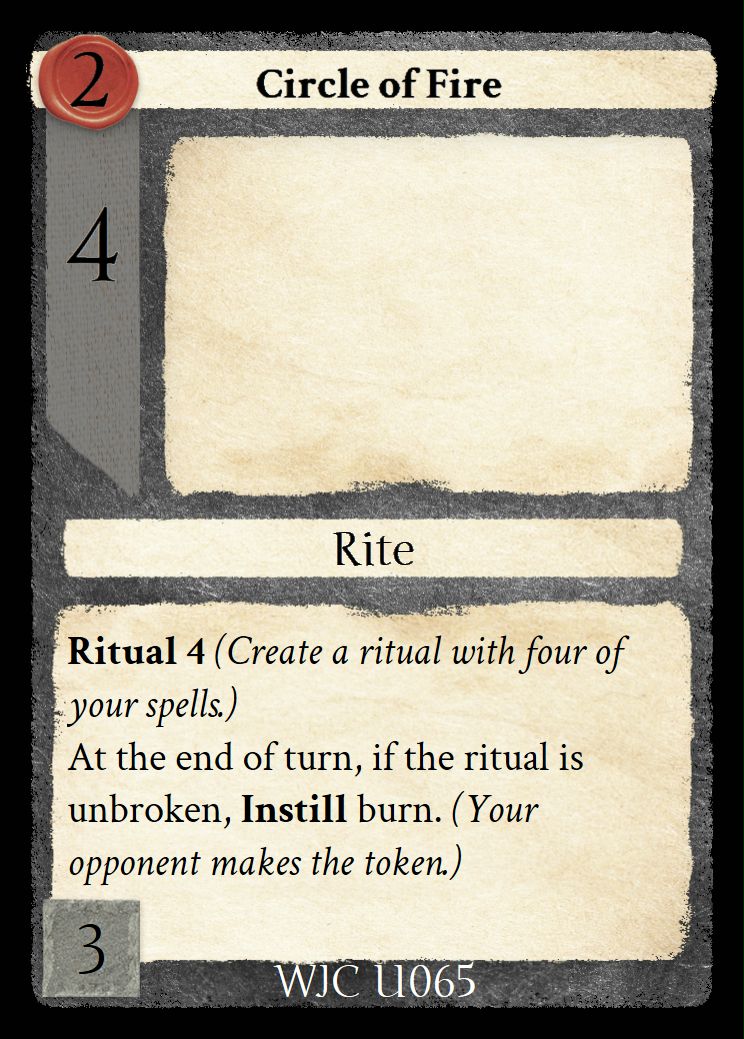 2
Circle of Fire
4
Rite
Ritual 4 (Create a ritual with four of
your spells.)
At the end of turn, if the ritual is
unbroken, Instill burn. (Your
opponent makes the token.)
3
WJC U065